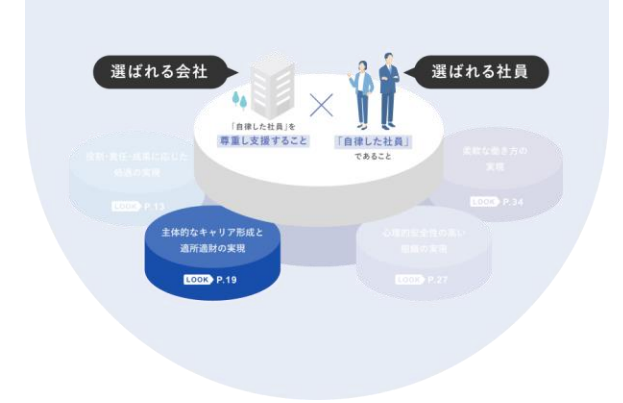 選ばれる会社
選ばれる社員
「自律した社員」を
尊重し支援すること
「自律した社員」
であること
役割・責任・成果に応じた
処遇の実現
LOOK P.13
柔軟な働き方の
実現
LOOK P.34
主体的なキャリア形成と
適所適財の実現
LOOK P.19
心理的安全性の高い
組織の実現
LOOK P.27